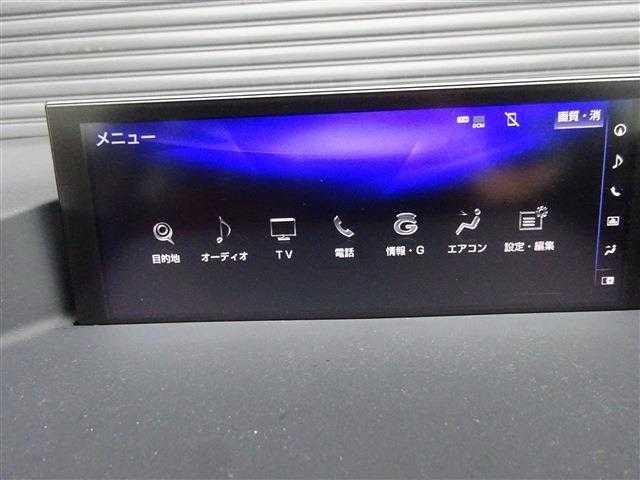 メニュー
DCM
画質・消
目的地
オーディオ
TV
電話
情報・G
エアコン
設定・編集